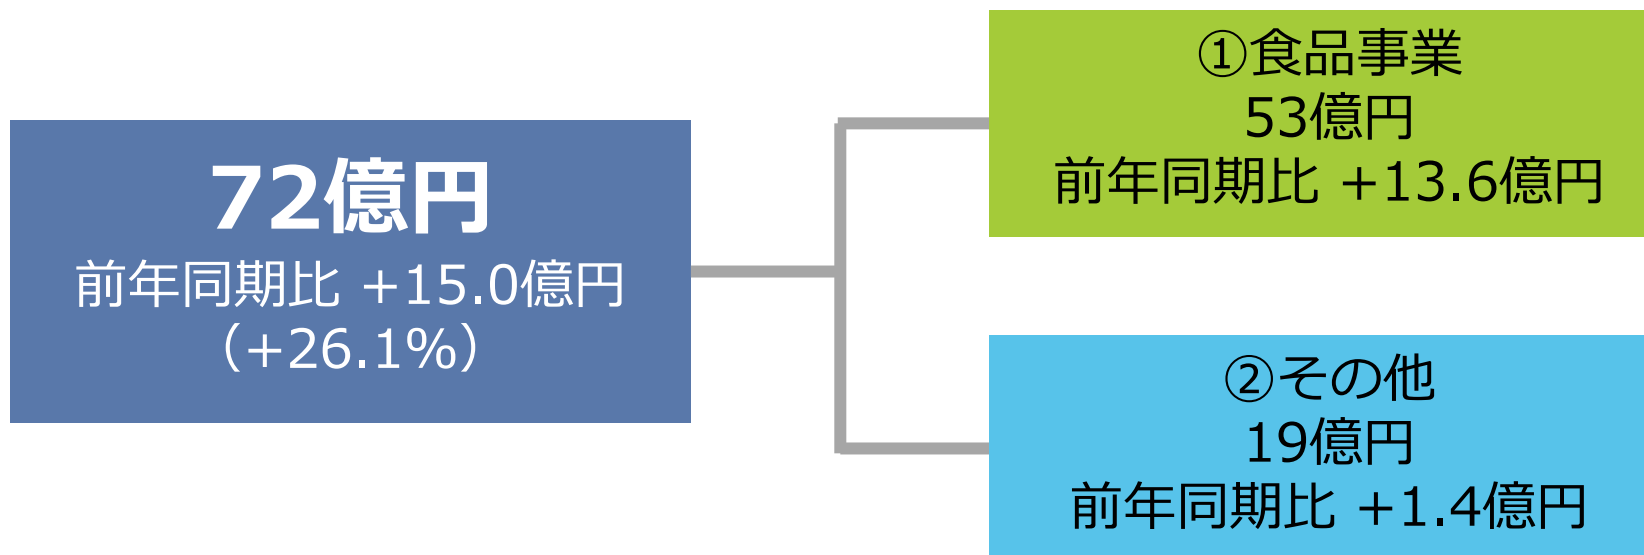 72億円
前年同期比 +15.0億円
（+26.1%）
①食品事業
53億円
前年同期比 +13.6億円
②その他
19億円
前年同期比 +1.4億円